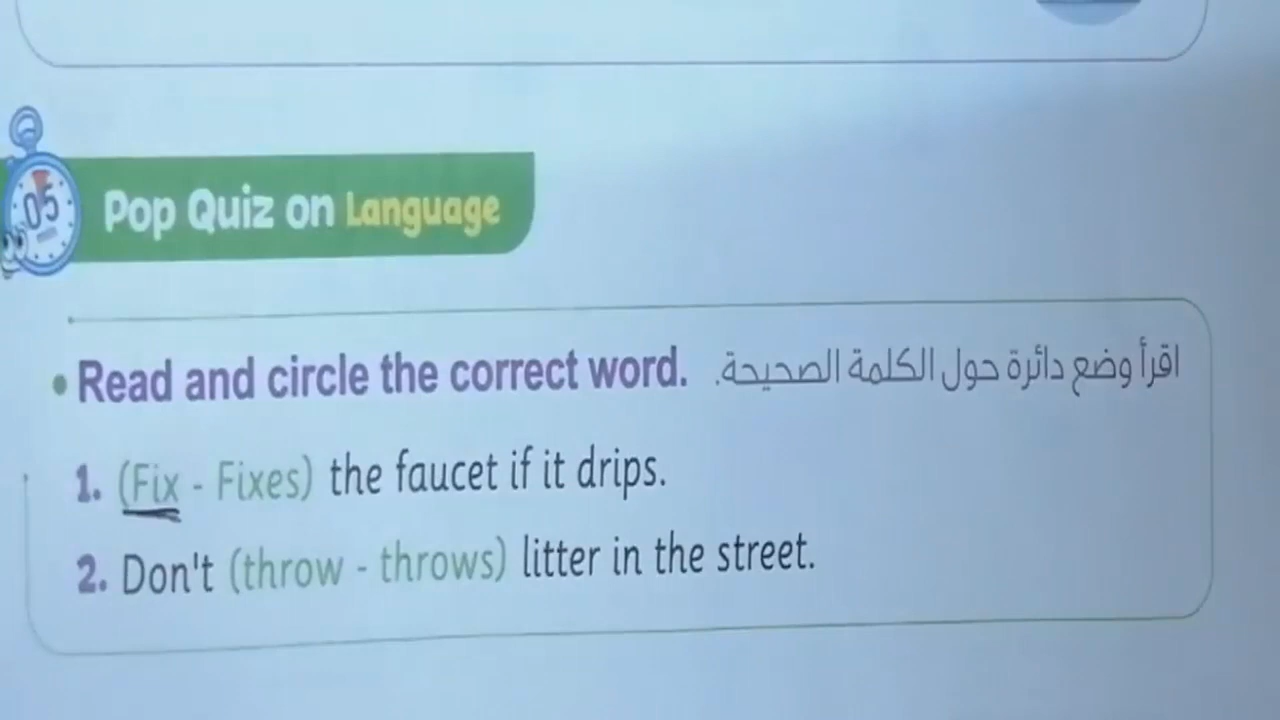 05
Pop Quiz on Language
• Read and circle the correct word. اقرأ وضع دائرة حول الكلمة الصحيحة.
1. (Fix - Fixes) the faucet if it drips.
2. Don't (throw - throws) litter in the street.